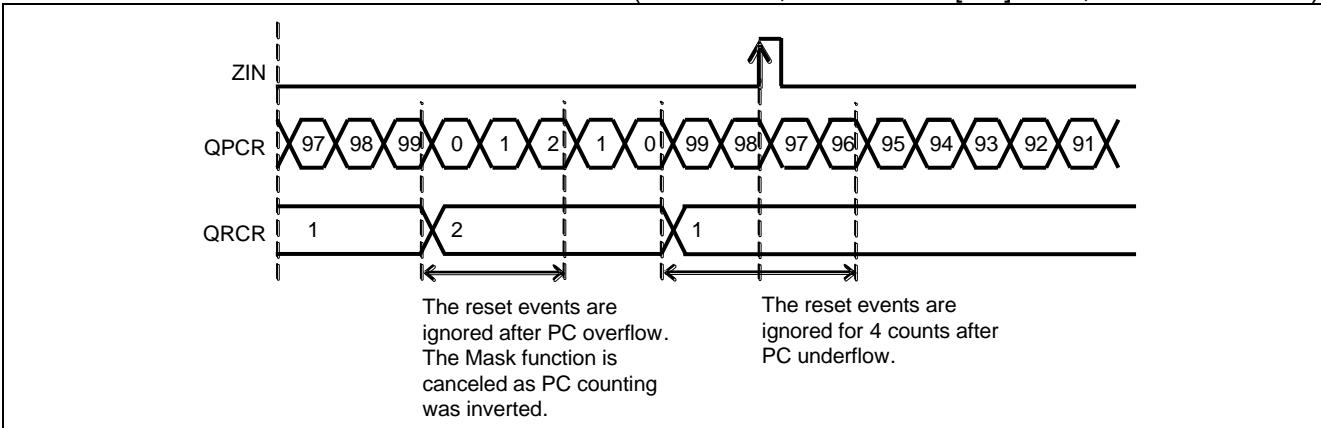 ZIN
QPCR 97 98 99 0 1 2 1 0 99 98 97 96 95 94 93 92 91
QRCR 1 2 1
The reset events are
ignored after PC overflow.
The Mask function is
canceled as PC counting
was inverted.
The reset events are
ignored for 4 counts after
PC underflow.